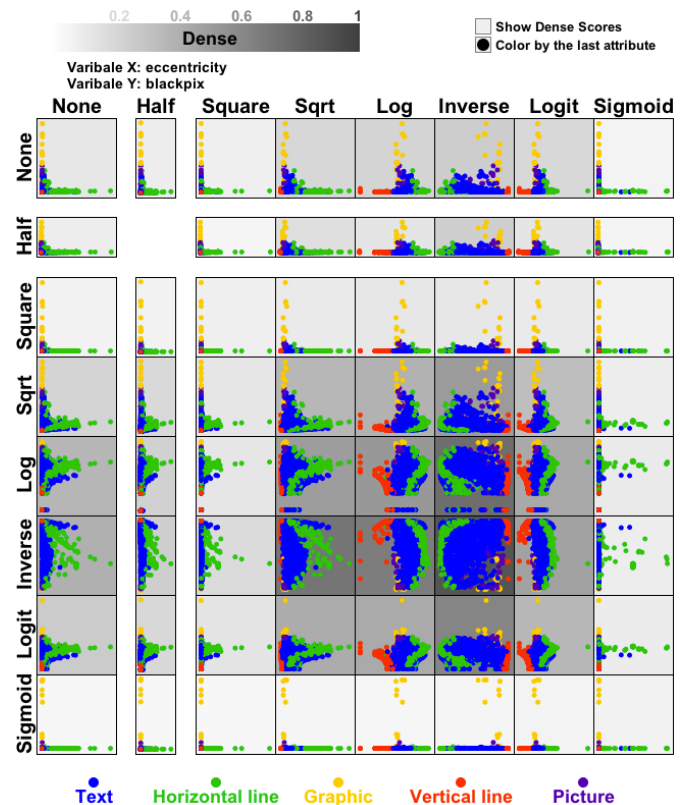 0.2 0.4 0.6 0.8 1
Dense
Show Dense Scores
Color by the last attribute
Varibale X: eccentricity
Varibale Y: blackpix
None Half Square Sqrt Log Inverse Logit Sigmoid
None
Half
Square
Sqrt
Log
Inverse
Logit
Sigmoid
Text Horizontal line Graphic Vertical line Picture